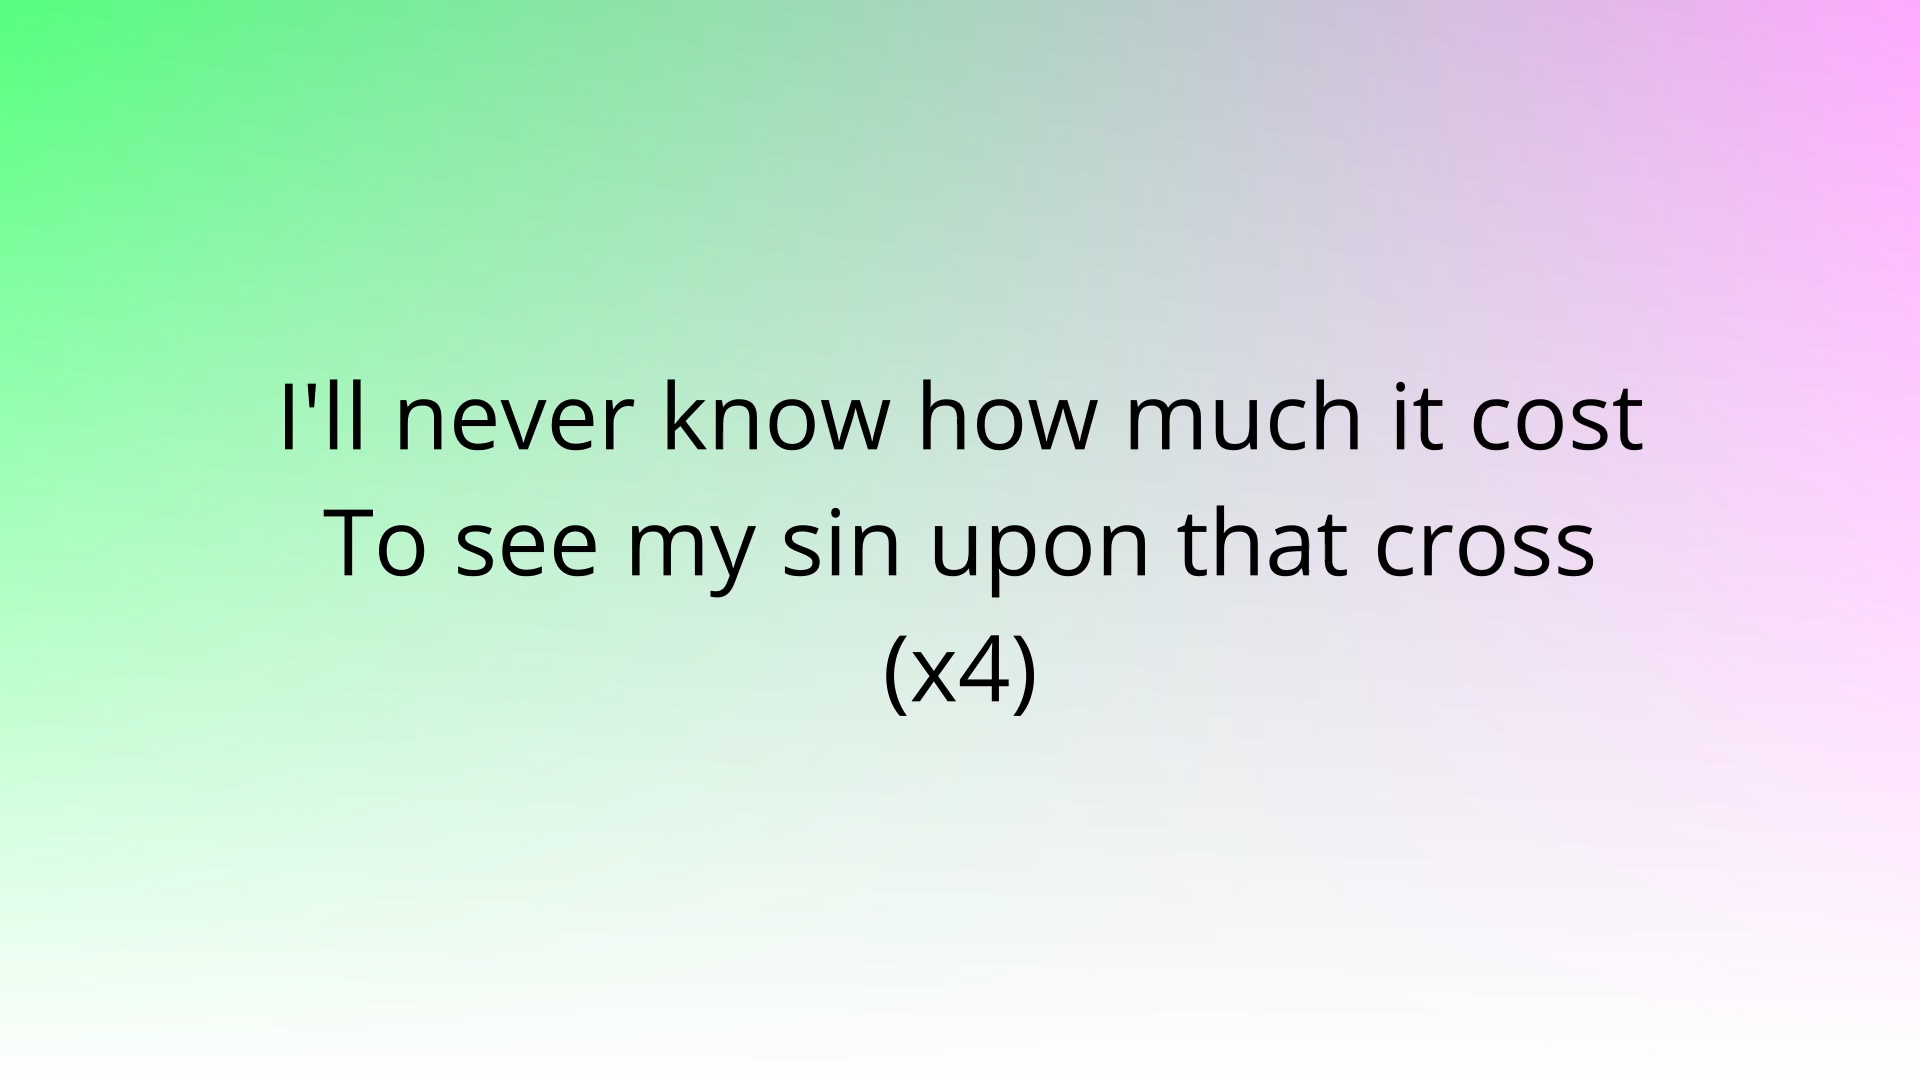 I'll never know how much it cost
To see my sin upon that cross
(x4)